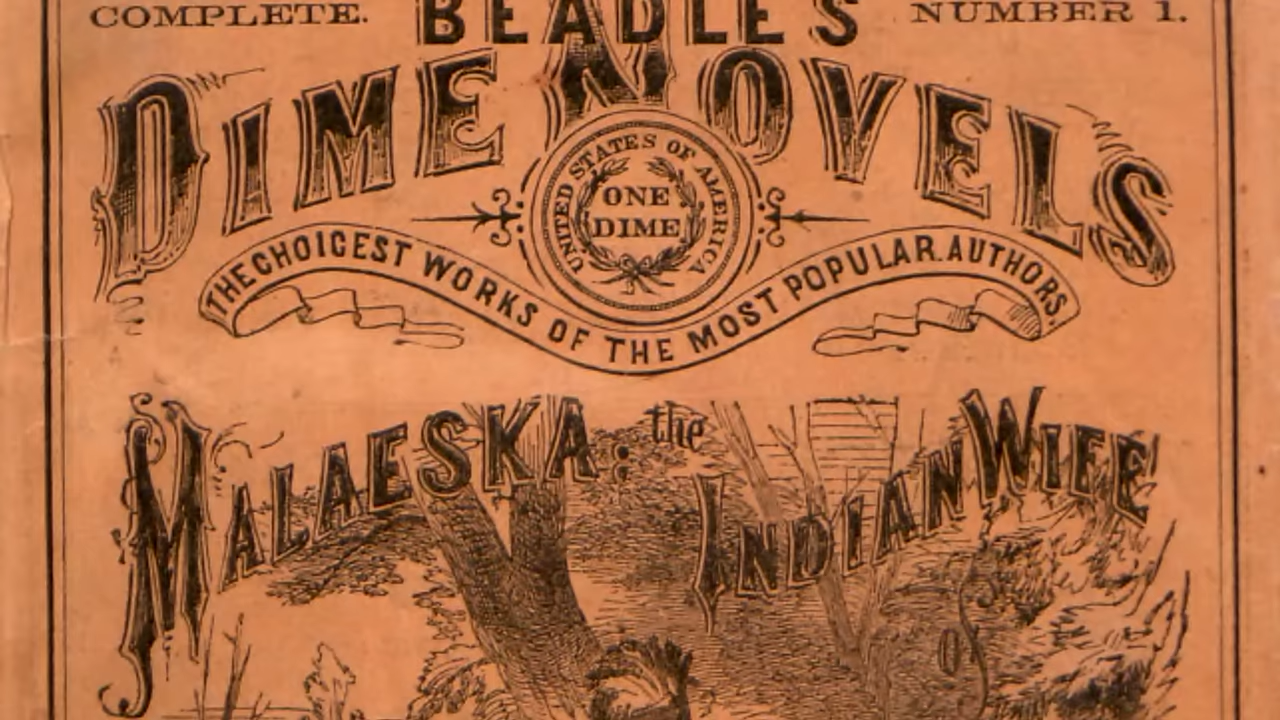 COMPLETE.
NUMBER 1.
BEADLE'S
DIME NOVELS
UNITED STATES OF AMERICA
ONE
DIME
THE CHOICEST WORKS OF THE MOST POPULAR AUTHORS.
MALAESKA: the
INDIAN WIFE
OF